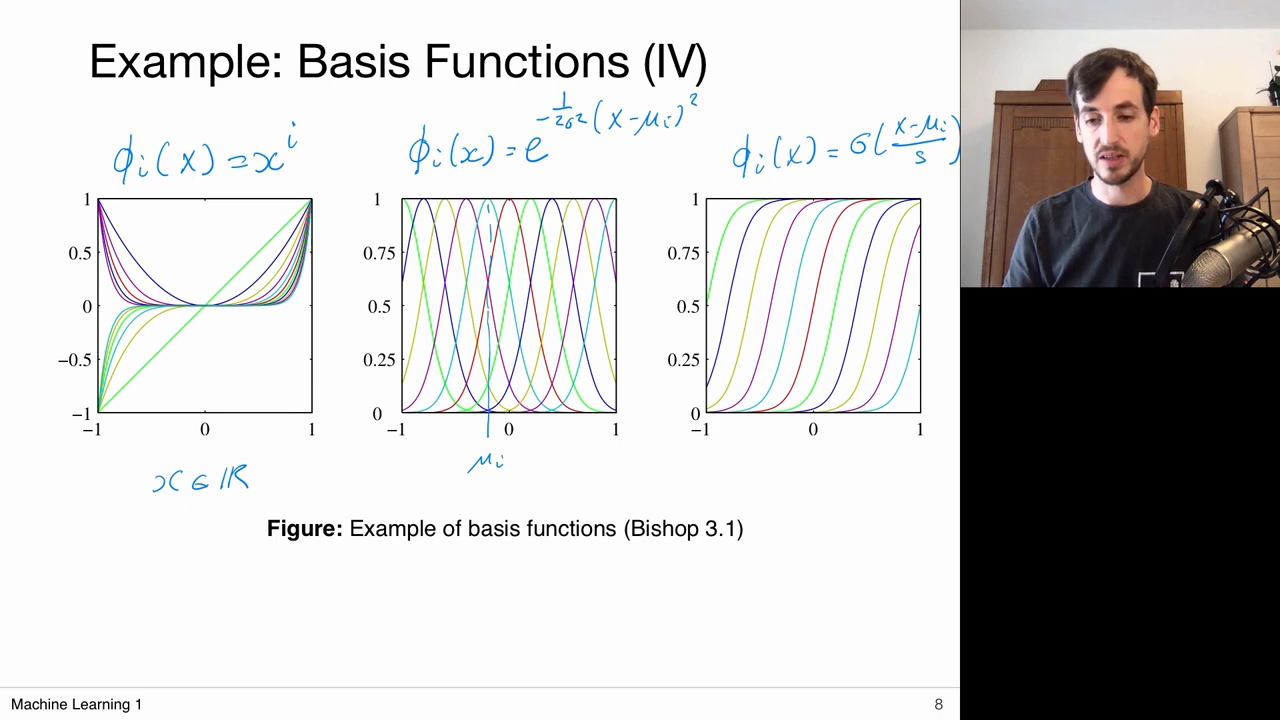 Example: Basis Functions (IV)
ϕᵢ(x) = xⁱ
ϕᵢ(x) = e^{-\frac{1}{2σ²}(x-μᵢ)²}
ϕᵢ(x) = σ(\frac{x-μᵢ}{s})
1
0.5
0
−0.5
−1
−1 0 1
1
0.75
0.5
0.25
0
−1 0 1
1
0.75
0.5
0.25
0
−1 0 1
μᵢ
x ∈ ℝ
Figure: Example of basis functions (Bishop 3.1)
Machine Learning 1
8